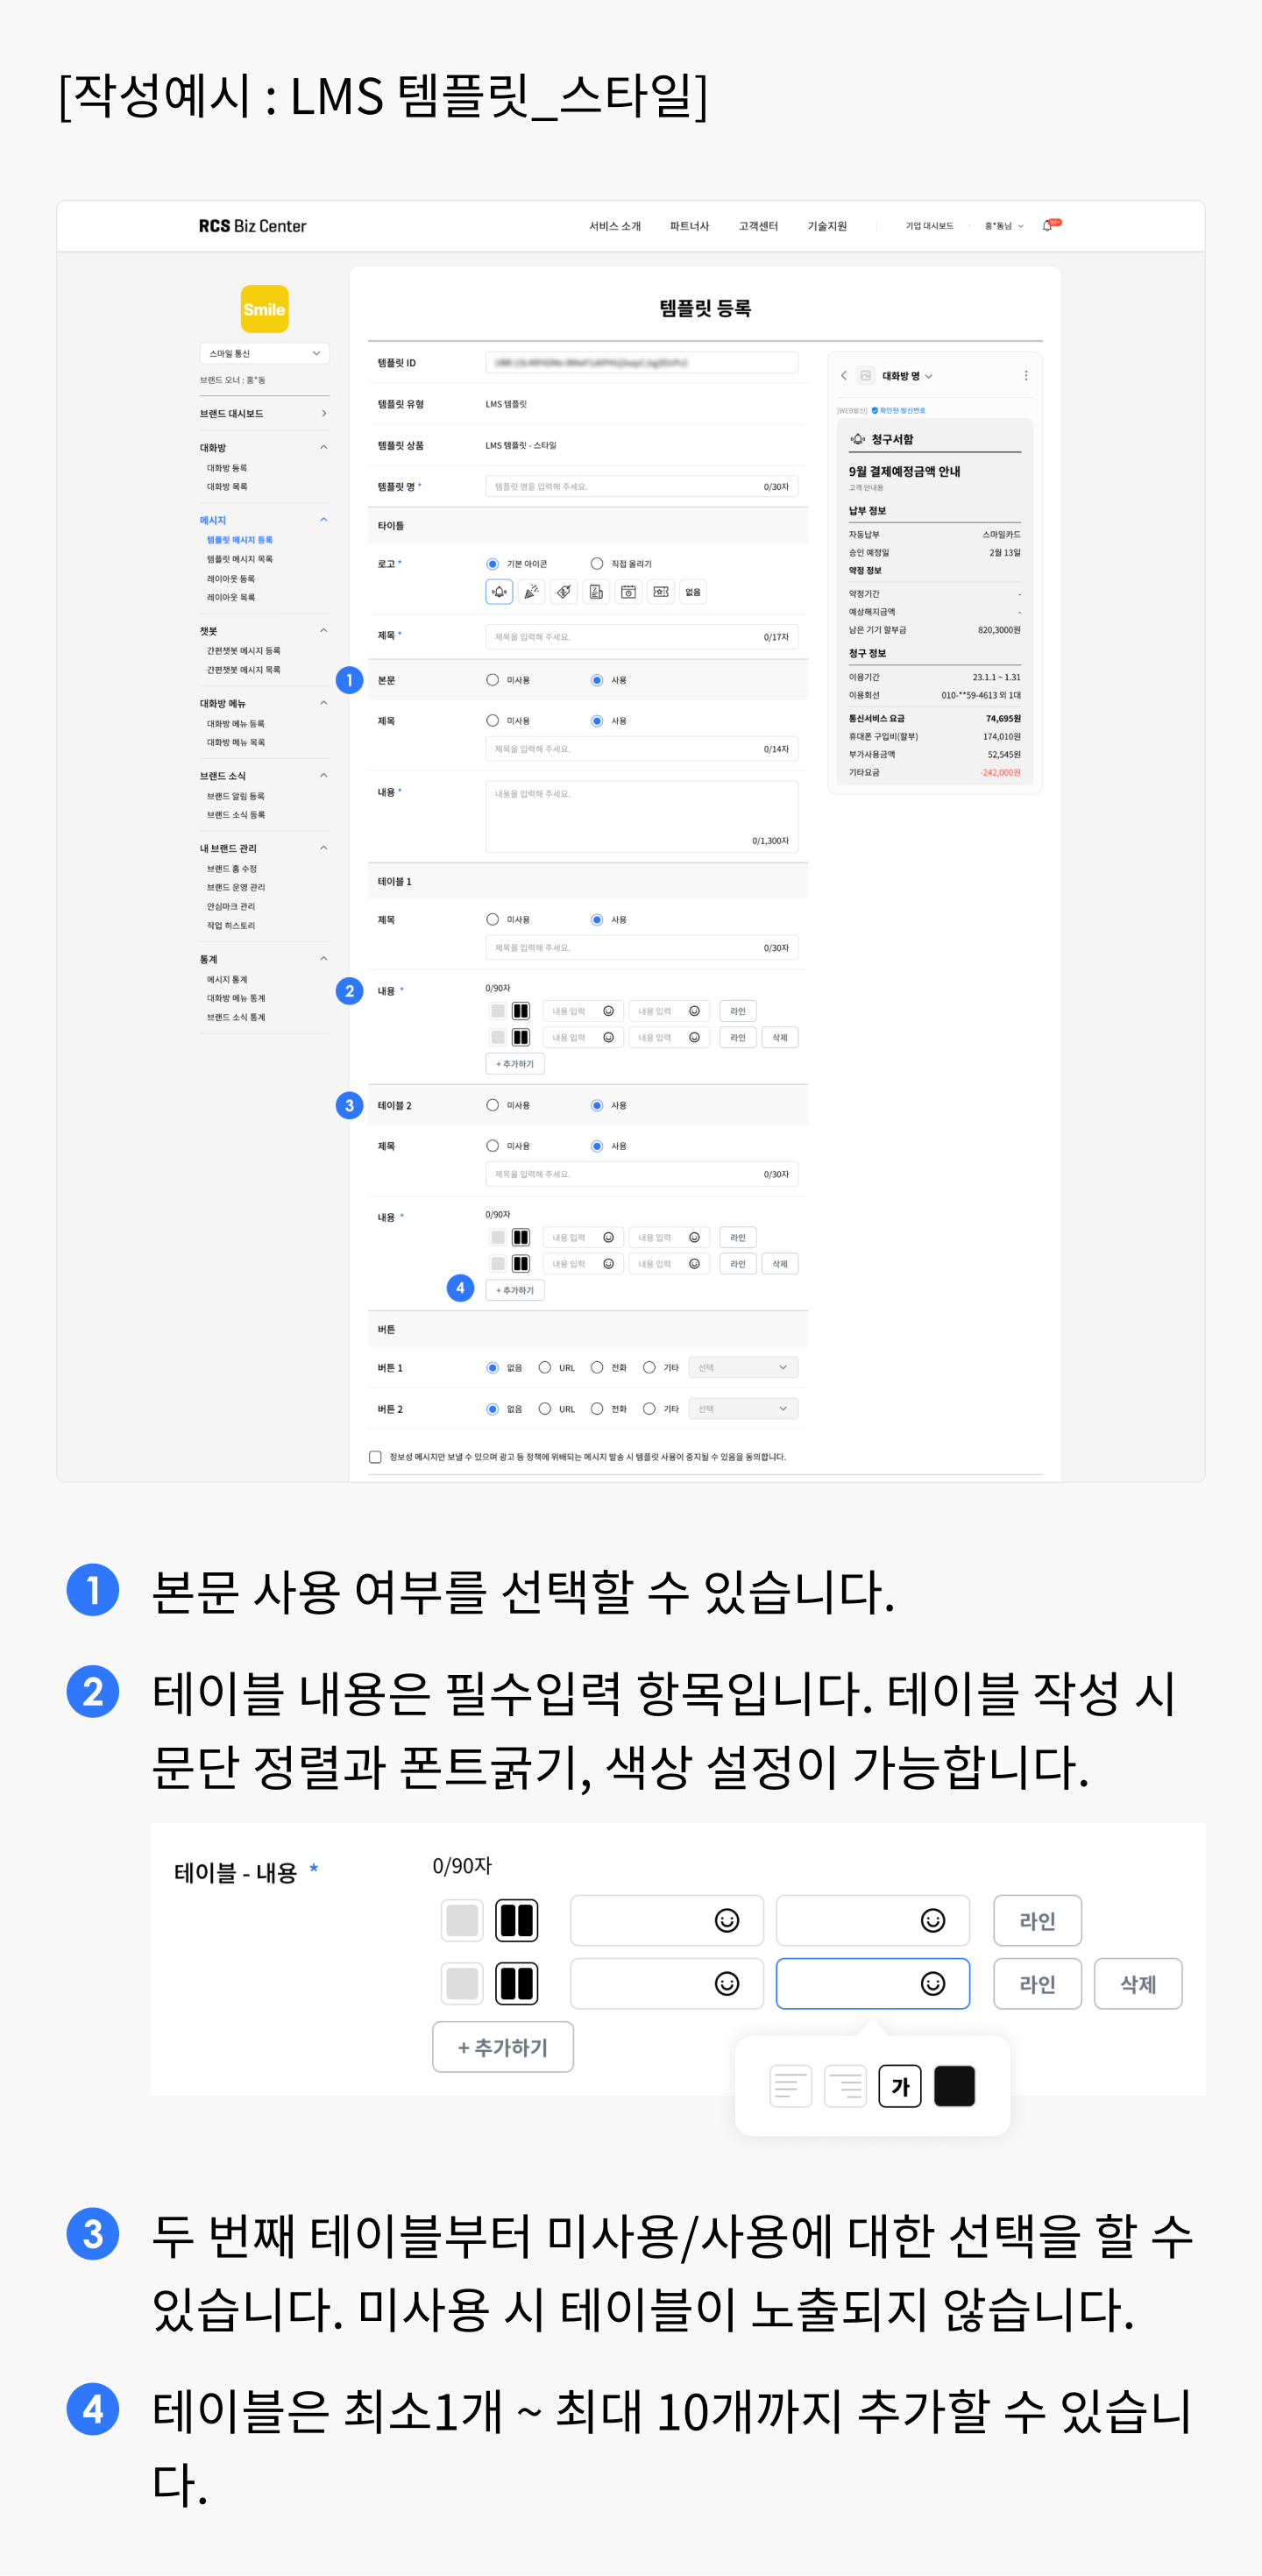 [작성예시 : LMS 템플릿_스타일]
RCS Biz Center
서비스 소개 파트너사 고객센터 기술지원 기업 대시보드 · 홍*동님 99+
Smile
스마일 통신
브랜드 오너 : 홍*동
브랜드 대시보드
대화방
대화방 등록
대화방 목록
메시지
템플릿 메시지 등록
템플릿 메시지 목록
레이아웃 등록
레이아웃 목록
챗봇
간편챗봇 메시지 등록
간편챗봇 메시지 목록
대화방 메뉴
대화방 메뉴 등록
대화방 메뉴 목록
브랜드 소식
브랜드 알림 등록
브랜드 소식 등록
내 브랜드 관리
브랜드 홈 수정
브랜드 운영 관리
안심마크 관리
작업 히스토리
통계
메시지 통계
대화방 메뉴 통계
브랜드 소식 통계
템플릿 등록
템플릿 ID
템플릿 유형 LMS 템플릿
템플릿 상품 LMS 템플릿 - 스타일
템플릿 명 * 템플릿 명을 입력해 주세요. 0/30자
타이틀
로고 * 기본 아이콘 직접 올리기
없음
제목 * 제목을 입력해 주세요. 0/17자
1 본문 미사용 사용
제목 미사용 사용
제목을 입력해 주세요. 0/14자
내용 * 내용을 입력해 주세요.
0/1,300자
테이블 1
제목 미사용 사용
제목을 입력해 주세요. 0/30자
2 내용 * 0/90자
내용 입력 내용 입력 라인
내용 입력 내용 입력 라인 삭제
+ 추가하기
3 테이블 2 미사용 사용
제목 미사용 사용
제목을 입력해 주세요. 0/30자
내용 * 0/90자
내용 입력 내용 입력 라인
내용 입력 내용 입력 라인 삭제
4 + 추가하기
버튼
버튼 1 없음 URL 전화 기타 선택
버튼 2 없음 URL 전화 기타 선택
정보성 메시지만 보낼 수 있으며 광고 등 정책에 위배되는 메시지 발송 시 템플릿 사용이 중지될 수 있음을 동의합니다.
대화방 명
[WEB발신] 확인된 발신번호
청구서함
9월 결제예정금액 안내
고객 안내용
납부 정보
자동납부 스마일카드
승인 예정일 2월 13일
약정 정보
약정기간 -
예상해지금액 -
남은 기기 할부금 820,3000원
청구 정보
이용기간 23.1.1 ~ 1.31
이용회선 010-**59-4613 외 1대
통신서비스 요금 74,695원
휴대폰 구입비(할부) 174,010원
부가사용금액 52,545원
기타요금 -242,000원
1 본문 사용 여부를 선택할 수 있습니다.
2 테이블 내용은 필수입력 항목입니다. 테이블 작성 시
문단 정렬과 폰트굵기, 색상 설정이 가능합니다.
테이블 - 내용 * 0/90자
라인
라인 삭제
+ 추가하기
가
3 두 번째 테이블부터 미사용/사용에 대한 선택을 할 수
있습니다. 미사용 시 테이블이 노출되지 않습니다.
4 테이블은 최소1개 ~ 최대 10개까지 추가할 수 있습니
다.